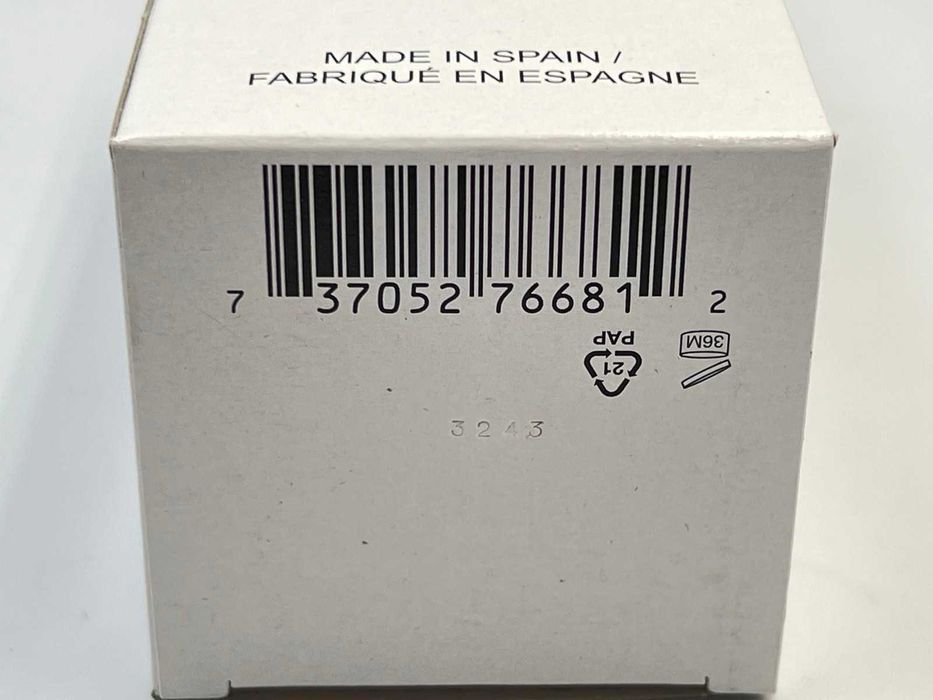 MADE IN SPAIN /
FABRIQUÉ EN ESPAGNE
7 37052 76681 2
36M
21
PAP
3243